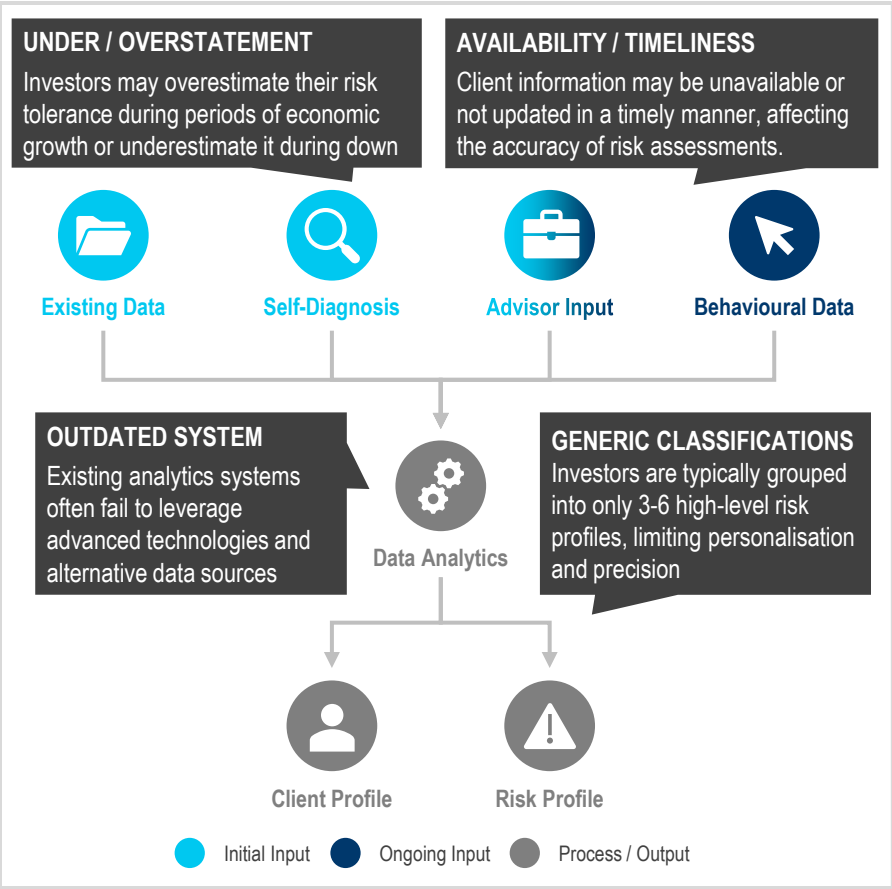 UNDER / OVERSTATEMENT
Investors may overestimate their risk
tolerance during periods of economic
growth or underestimate it during down
AVAILABILITY / TIMELINESS
Client information may be unavailable or
not updated in a timely manner, affecting
the accuracy of risk assessments.
Existing Data
Self-Diagnosis
Advisor Input
Behavioural Data
OUTDATED SYSTEM
Existing analytics systems
often fail to leverage
advanced technologies and
alternative data sources
Data Analytics
GENERIC CLASSIFICATIONS
Investors are typically grouped
into only 3-6 high-level risk
profiles, limiting personalisation
and precision
Client Profile
Risk Profile
Initial Input
Ongoing Input
Process / Output